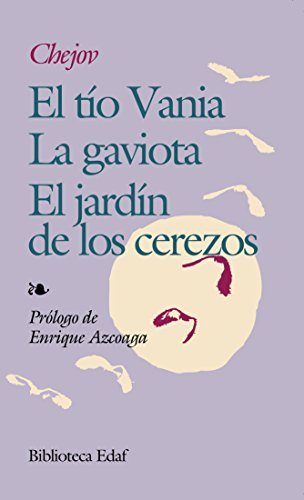 Chejov
El tío Vania
La gaviota
El jardín
de los cerezos
Prólogo de
Enrique Azcoaga
Biblioteca Edaf